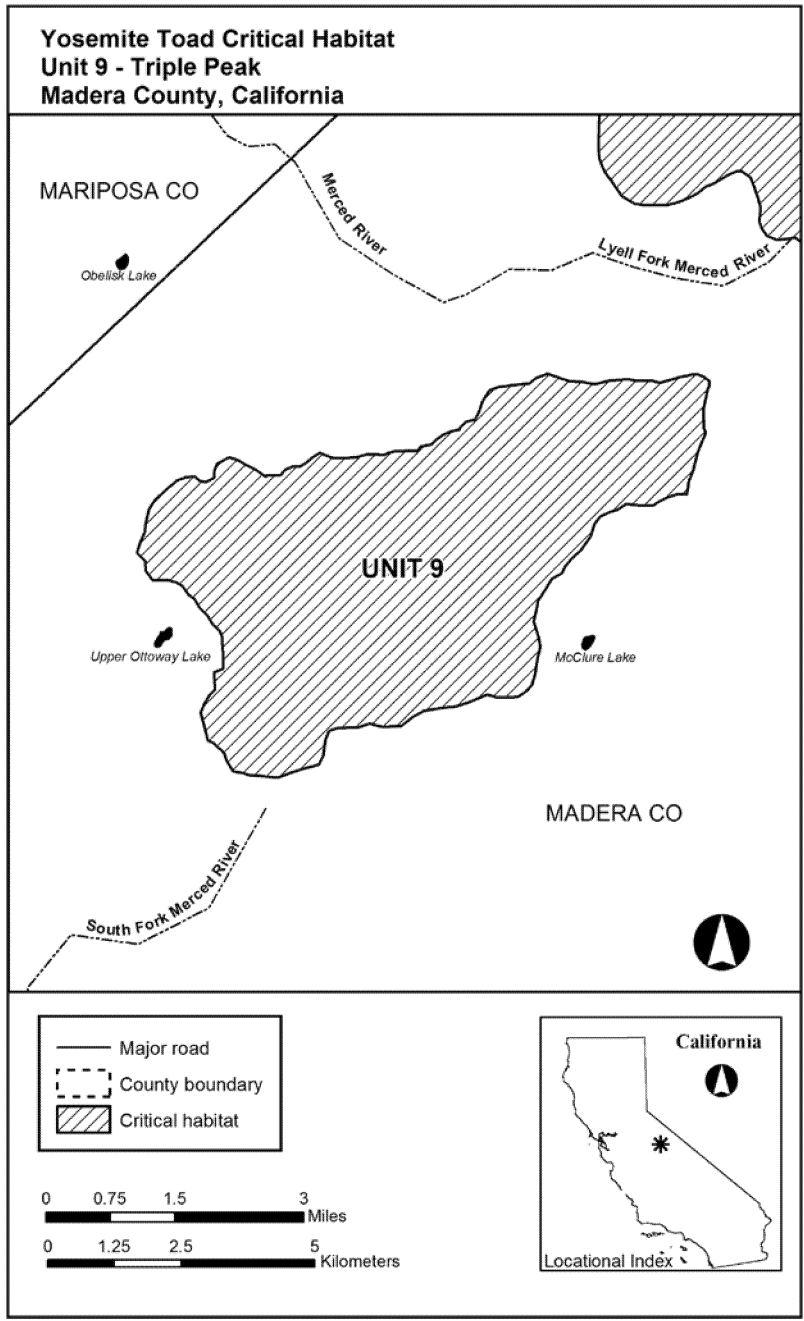 Yosemite Toad Critical Habitat
Unit 9 - Triple Peak
Madera County, California
MARIPOSA CO
Merced River
Lyell Fork Merced River
Obelisk Lake
UNIT 9
Upper Ottoway Lake
McClure Lake
MADERA CO
South Fork Merced River
Major road
County boundary
Critical habitat
0 0.75 1.5 3
Miles
0 1.25 2.5 5
Kilometers
California
Locational Index